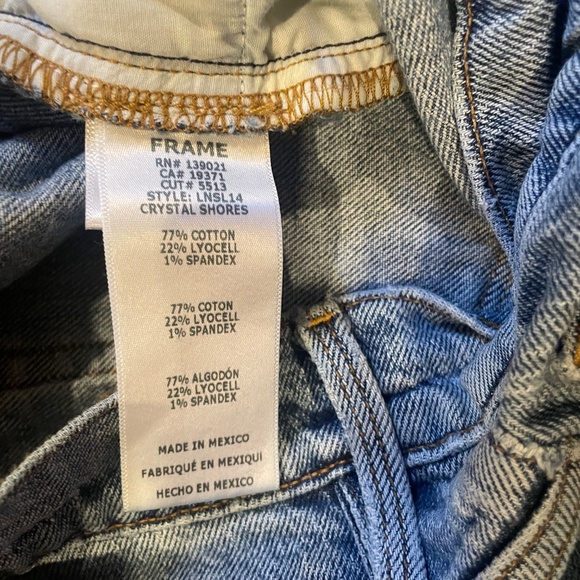 FRAME
RN# 139021
CA# 19371
CUT# 5513
STYLE: LNSL14
CRYSTAL SHORES
77% COTTON
22% LYOCELL
1% SPANDEX
77% COTON
22% LYOCELL
1% SPANDEX
77% ALGODÓN
22% LYOCELL
1% SPANDEX
MADE IN MEXICO
FABRIQUÉ EN MEXIQUI
HECHO EN MEXICO